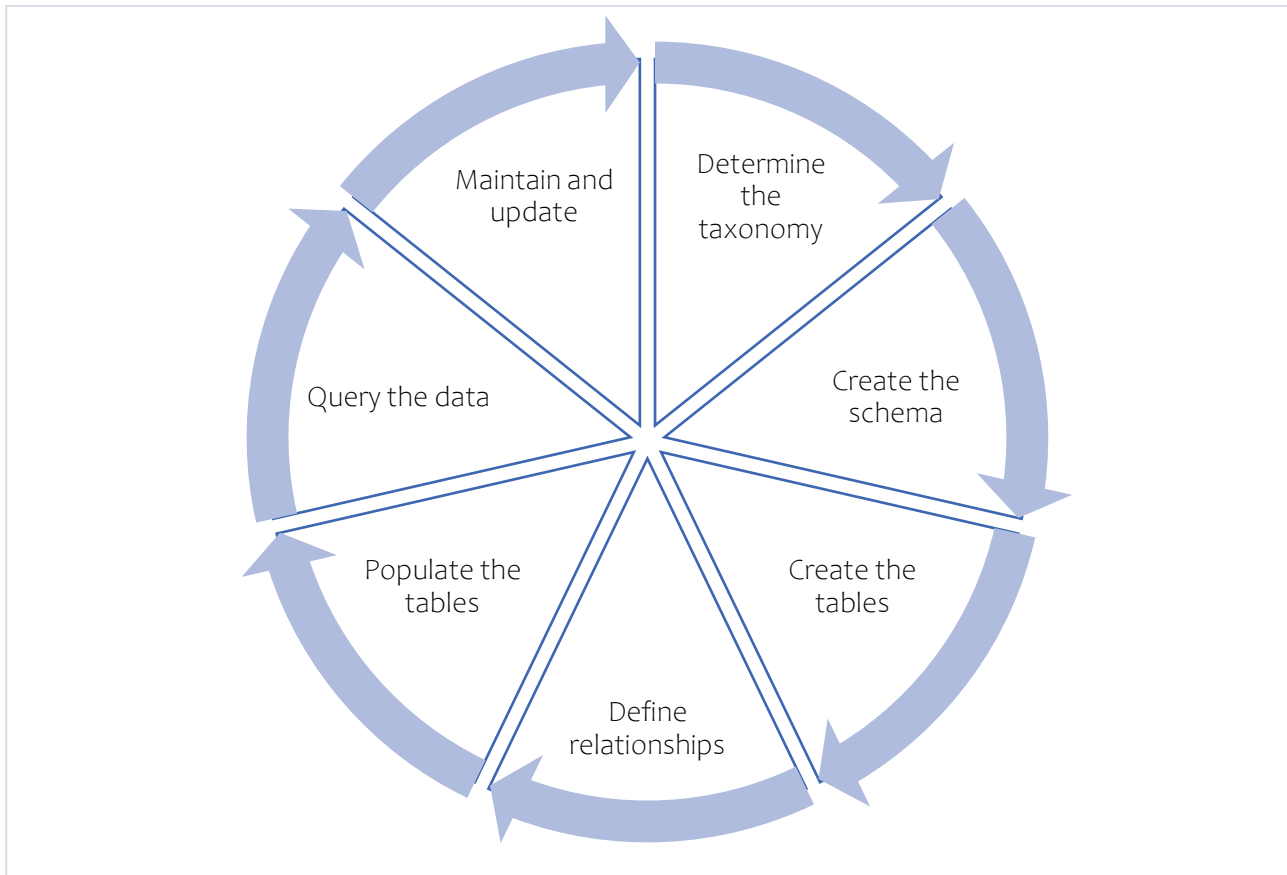 Determine
the
taxonomy
Create the
schema
Create the
tables
Define
relationships
Populate the
tables
Query the data
Maintain and
update